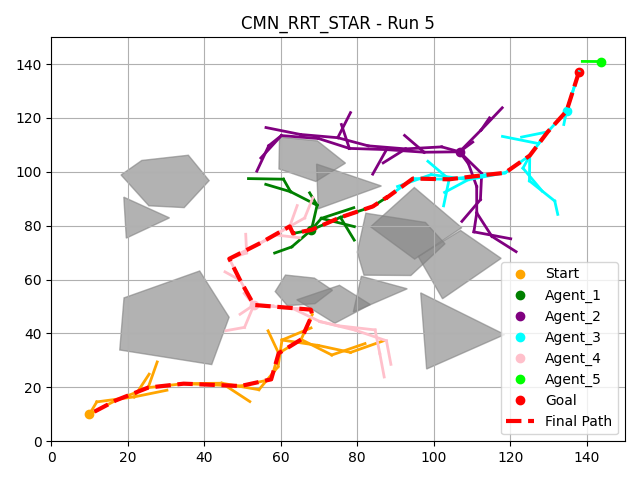 CMN_RRT_STAR - Run 5
140
120
100
80
60
40
20
0
0 20 40 60 80 100 120 140
Start
Agent_1
Agent_2
Agent_3
Agent_4
Agent_5
Goal
Final Path